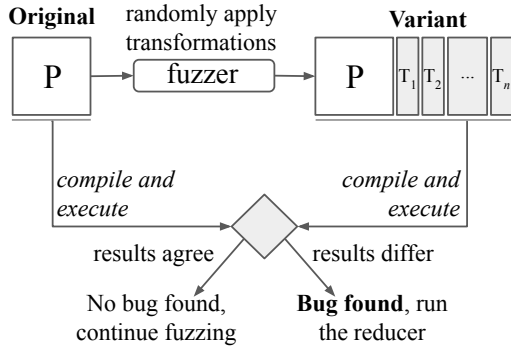 Original
randomly apply
transformations
Variant
P
fuzzer
P
T1
T2
...
Tn
compile and
execute
compile and
execute
results agree
results differ
No bug found,
continue fuzzing
Bug found, run
the reducer